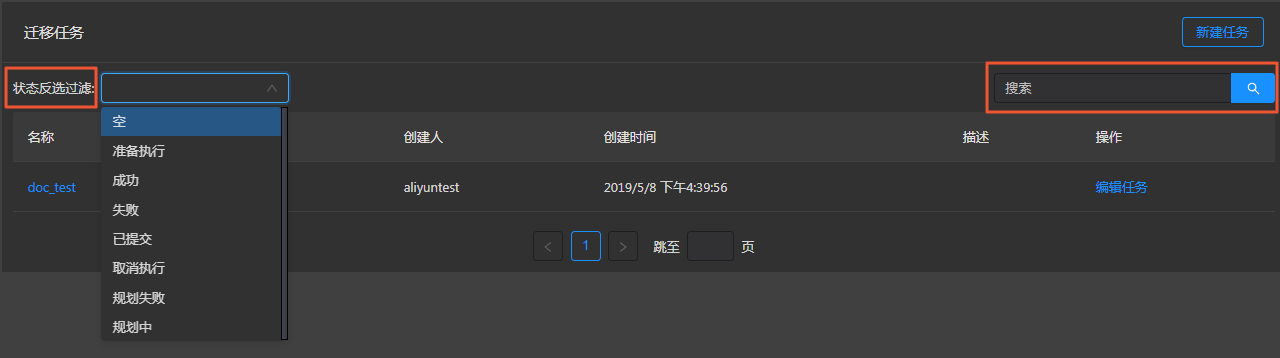 迁移任务
新建任务
状态反选过滤:
搜索
名称 创建人 创建时间 描述 操作
空
准备执行
成功
失败
已提交
取消执行
规划失败
规划中
doc_test aliyuntest 2019/5/8 下午4:39:56 编辑任务
< 1 > 跳至 页